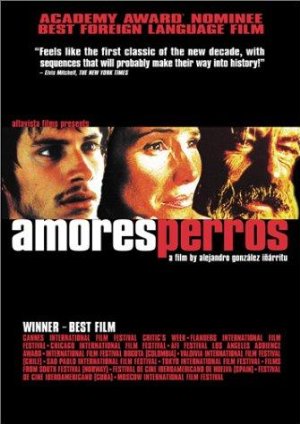 ACADEMY AWARD® NOMINEE
BEST FOREIGN LANGUAGE FILM
"Feels like the first classic of the new decade, with
sequences that will probably make their way into history!"
— Elvis Mitchell, THE NEW YORK TIMES
altavista films presents
amoresperros
a film by alejandro gonzález iñárritu
WINNER – BEST FILM
CANNES INTERNATIONAL FILM FESTIVAL CRITIC'S WEEK • FLANDERS INTERNATIONAL FILM
FESTIVAL • CHICAGO INTERNATIONAL FILM FESTIVAL • AFI FEST LOS ANGELES AUDIENCE
AWARD • INTERNATIONAL FILM FESTIVAL BOGOTA (COLOMBIA) • VALDIVIA INTERNATIONAL FILM FESTIVAL
(CHILE) • SAO PAULO INTERNATIONAL FILM FESTIVAL • TOKYO INTERNATIONAL FILM FESTIVAL • FILMS
FROM SOUTH FESTIVAL (NORWAY) • FESTIVAL DE CINE IBEROAMERICANO DE HUELVA (SPAIN) • FESTIVAL
DE CINE IBEROAMERICANO (CUBA) • MOSCOW INTERNATIONAL FILM FESTIVAL